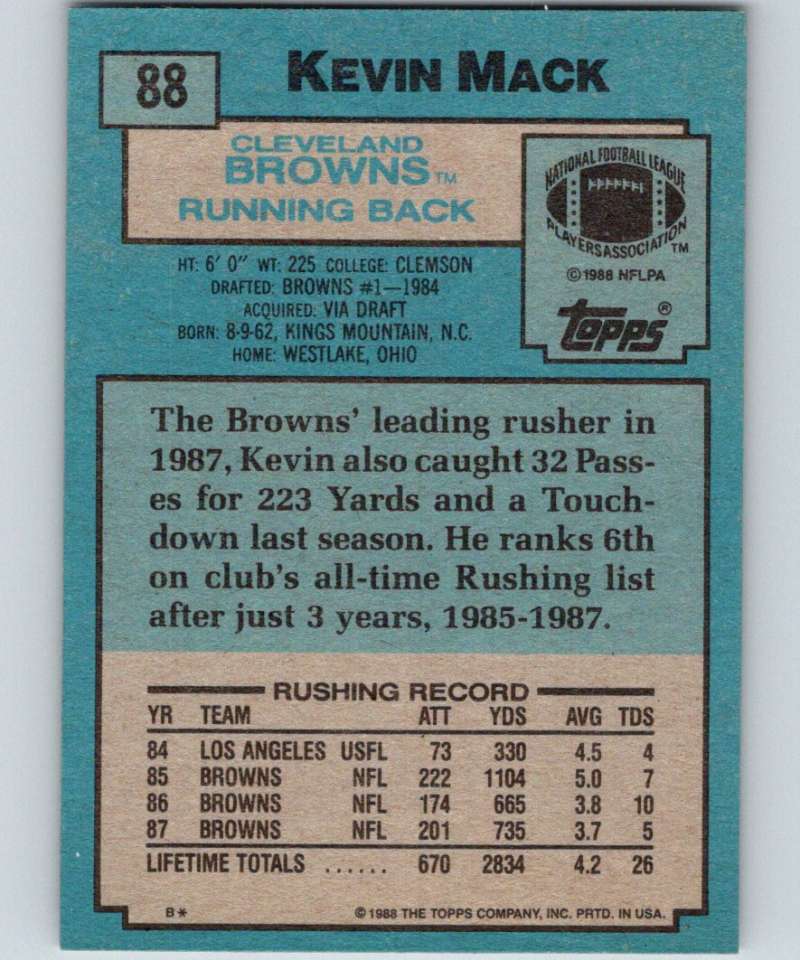 88
KEVIN MACK
CLEVELAND
BROWNS™
RUNNING BACK
NATIONAL FOOTBALL LEAGUE
PLAYERS ASSOCIATION™
©1988 NFLPA
topps®
HT: 6' 0" WT: 225 COLLEGE: CLEMSON
DRAFTED: BROWNS #1—1984
ACQUIRED: VIA DRAFT
BORN: 8-9-62, KINGS MOUNTAIN, N.C.
HOME: WESTLAKE, OHIO
The Browns' leading rusher in
1987, Kevin also caught 32 Pass-
es for 223 Yards and a Touch-
down last season. He ranks 6th
on club's all-time Rushing list
after just 3 years, 1985-1987.
RUSHING RECORD
YR TEAM ATT YDS AVG TDS
84 LOS ANGELES USFL 73 330 4.5 4
85 BROWNS NFL 222 1104 5.0 7
86 BROWNS NFL 174 665 3.8 10
87 BROWNS NFL 201 735 3.7 5
LIFETIME TOTALS ...... 670 2834 4.2 26
B* ©1988 THE TOPPS COMPANY, INC. PRTD. IN USA.